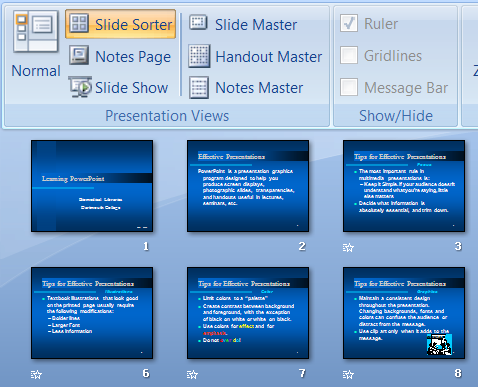 Slide Sorter
Slide Master
Ruler
Notes Page
Handout Master
Gridlines
Normal
Slide Show
Notes Master
Message Bar
Presentation Views
Show/Hide
Learning PowerPoint
Biomedical Libraries
Dartmouth College
1
Effective Presentations
PowerPoint is a presentation graphics
program designed to help you
produce screen displays,
photographic slides, transparencies,
and handouts useful in lectures,
seminars, etc.
2
Tips for Effective Presentations
Focus
The most important rule in
multimedia presentations is:
– Keep it Simple. If your audience doesn't
understand what you're saying, little
else matters.
Decide what information is
absolutely essential, and trim down.
3
Tips for Effective Presentations
Illustrations
Textbook illustrations that look good
on the printed page usually require
the following modifications:
– Bolder lines
– Larger Font
– Less information
6
Tips for Effective Presentations
Color
Limit colors to a "palette"
Create contrast between background
and foreground, with the exception
of black on white or white on black.
Use colors for effect and for
emphasis.
Do not over do it
7
Tips for Effective Presentations
Graphics
Maintain a consistent design
throughout the presentation.
Changing backgrounds, fonts and
colors can confuse the audience or
distract from the message.
Use clip art only when it adds to the
message.
8